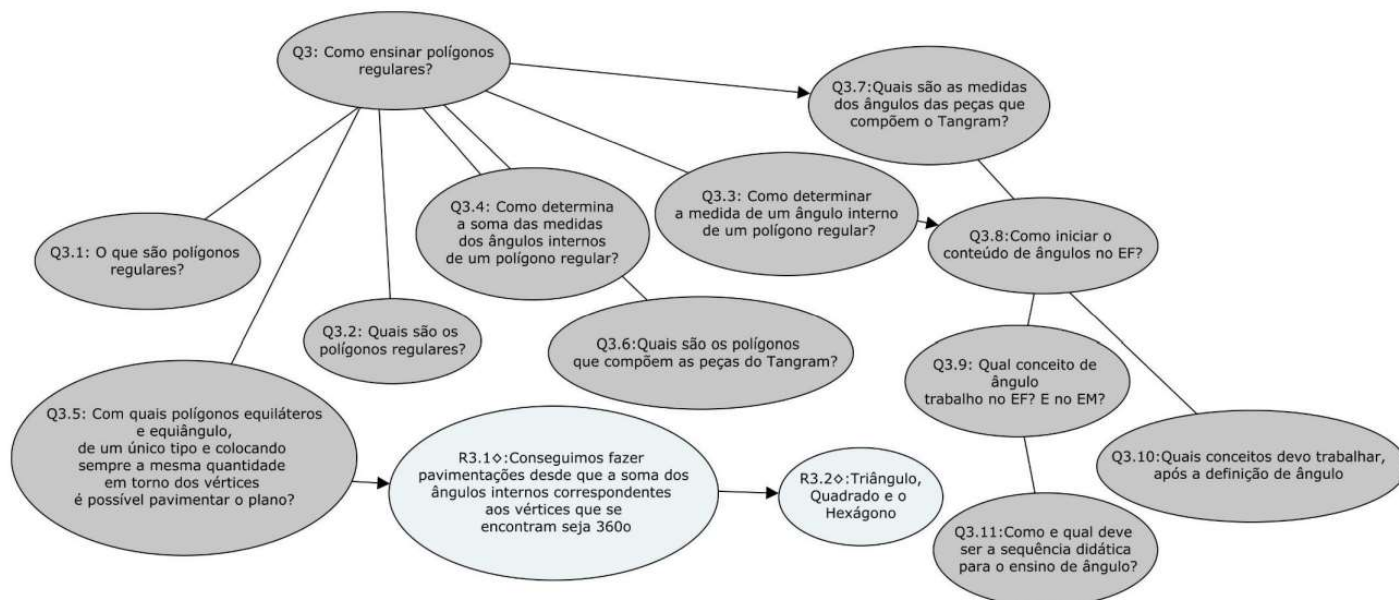 Q3: Como ensinar polígonos
regulares?
Q3.7:Quais são as medidas
dos ângulos das peças que
compõem o Tangram?
Q3.4: Como determina
a soma das medidas
dos ângulos internos
de um polígono regular?
Q3.3: Como determinar
a medida de um ângulo interno
de um polígono regular?
Q3.1: O que são polígonos
regulares?
Q3.8:Como iniciar o
conteúdo de ângulos no EF?
Q3.2: Quais são os
polígonos regulares?
Q3.6:Quais são os polígonos
que compõem as peças do Tangram?
Q3.9: Qual conceito de
ângulo
trabalho no EF? E no EM?
Q3.5: Com quais polígonos equiláteros
e equiângulo,
de um único tipo e colocando
sempre a mesma quantidade
em torno dos vértices
é possível pavimentar o plano?
R3.1◇:Conseguimos fazer
pavimentações desde que a soma dos
ângulos internos correspondentes
aos vértices que se
encontram seja 360o
R3.2◇:Triângulo,
Quadrado e o
Hexágono
Q3.10:Quais conceitos devo trabalhar,
após a definição de ângulo
Q3.11:Como e qual deve
ser a sequência didática
para o ensino de ângulo?